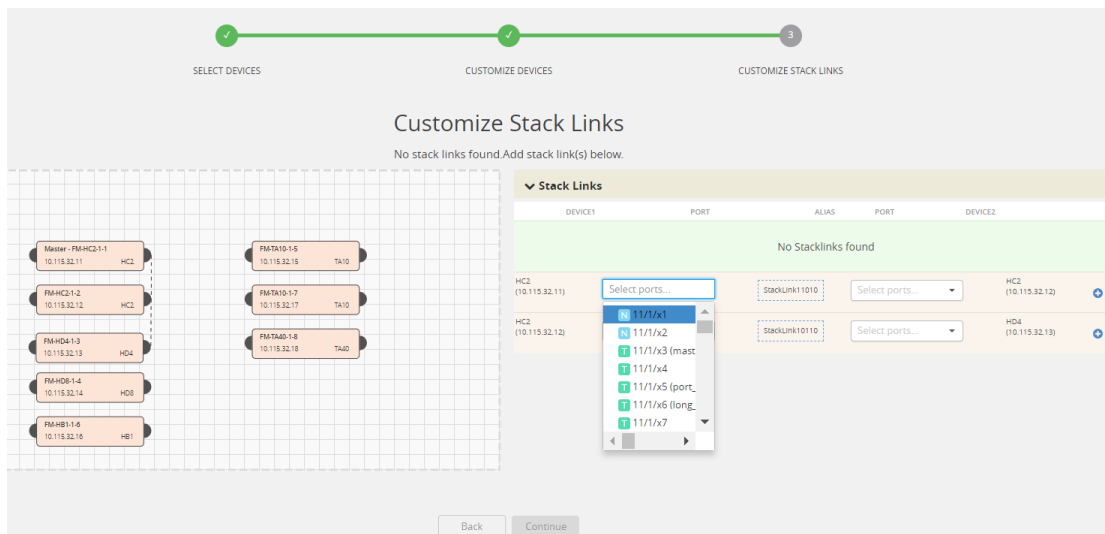 3
SELECT DEVICES
CUSTOMIZE DEVICES
CUSTOMIZE STACK LINKS
Customize Stack Links
No stack links found.Add stack link(s) below.
Master - FM-HC2-1-1
10.115.32.11 HC2
FM-HC2-1-2
10.115.32.12 HC2
FM-HD4-1-3
10.115.32.13 HD4
FM-HD8-1-4
10.115.32.14 HD8
FM-HB1-1-6
10.115.32.16 HB1
FM-TA10-1-5
10.115.32.15 TA10
FM-TA10-1-7
10.115.32.17 TA10
FM-TA40-1-8
10.115.32.18 TA40
Stack Links
DEVICE1 PORT ALIAS PORT DEVICE2
No Stacklinks found
HC2
(10.115.32.11)
Select ports...
StackLink11010
Select ports...
HC2
(10.115.32.12)
HC2
(10.115.32.12)
StackLink10110
Select ports...
HD4
(10.115.32.13)
N 11/1/x1
N 11/1/x2
T 11/1/x3 (mast
T 11/1/x4
T 11/1/x5 (port_
T 11/1/x6 (long_
T 11/1/x7
Back
Continue